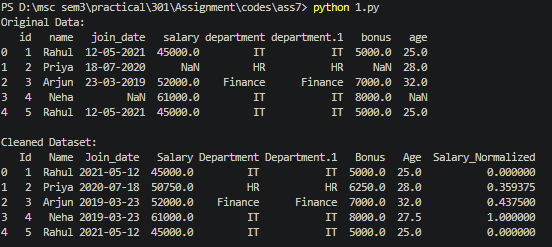 PS D:\msc sem3\practical\301\Assignment\codes\ass7> python 1.py
Original Data:
   id   name   join_date   salary department department.1   bonus   age
0   1  Rahul  12-05-2021  45000.0         IT           IT  5000.0  25.0
1   2  Priya  18-07-2020      NaN         HR           HR     NaN  28.0
2   3  Arjun  23-03-2019  52000.0    Finance      Finance  7000.0  32.0
3   4   Neha         NaN  61000.0         IT           IT  8000.0   NaN
4   5  Rahul  12-05-2021  45000.0         IT           IT  5000.0  25.0

Cleaned Dataset:
   Id   Name  Join_date   Salary Department Department.1   Bonus   Age  Salary_Normalized
0   1  Rahul 2021-05-12  45000.0         IT           IT  5000.0  25.0           0.000000
1   2  Priya 2020-07-18  50750.0         HR           HR  6250.0  28.0           0.359375
2   3  Arjun 2019-03-23  52000.0    Finance      Finance  7000.0  32.0           0.437500
3   4   Neha 2019-03-23  61000.0         IT           IT  8000.0  27.5           1.000000
4   5  Rahul 2021-05-12  45000.0         IT           IT  5000.0  25.0           0.000000